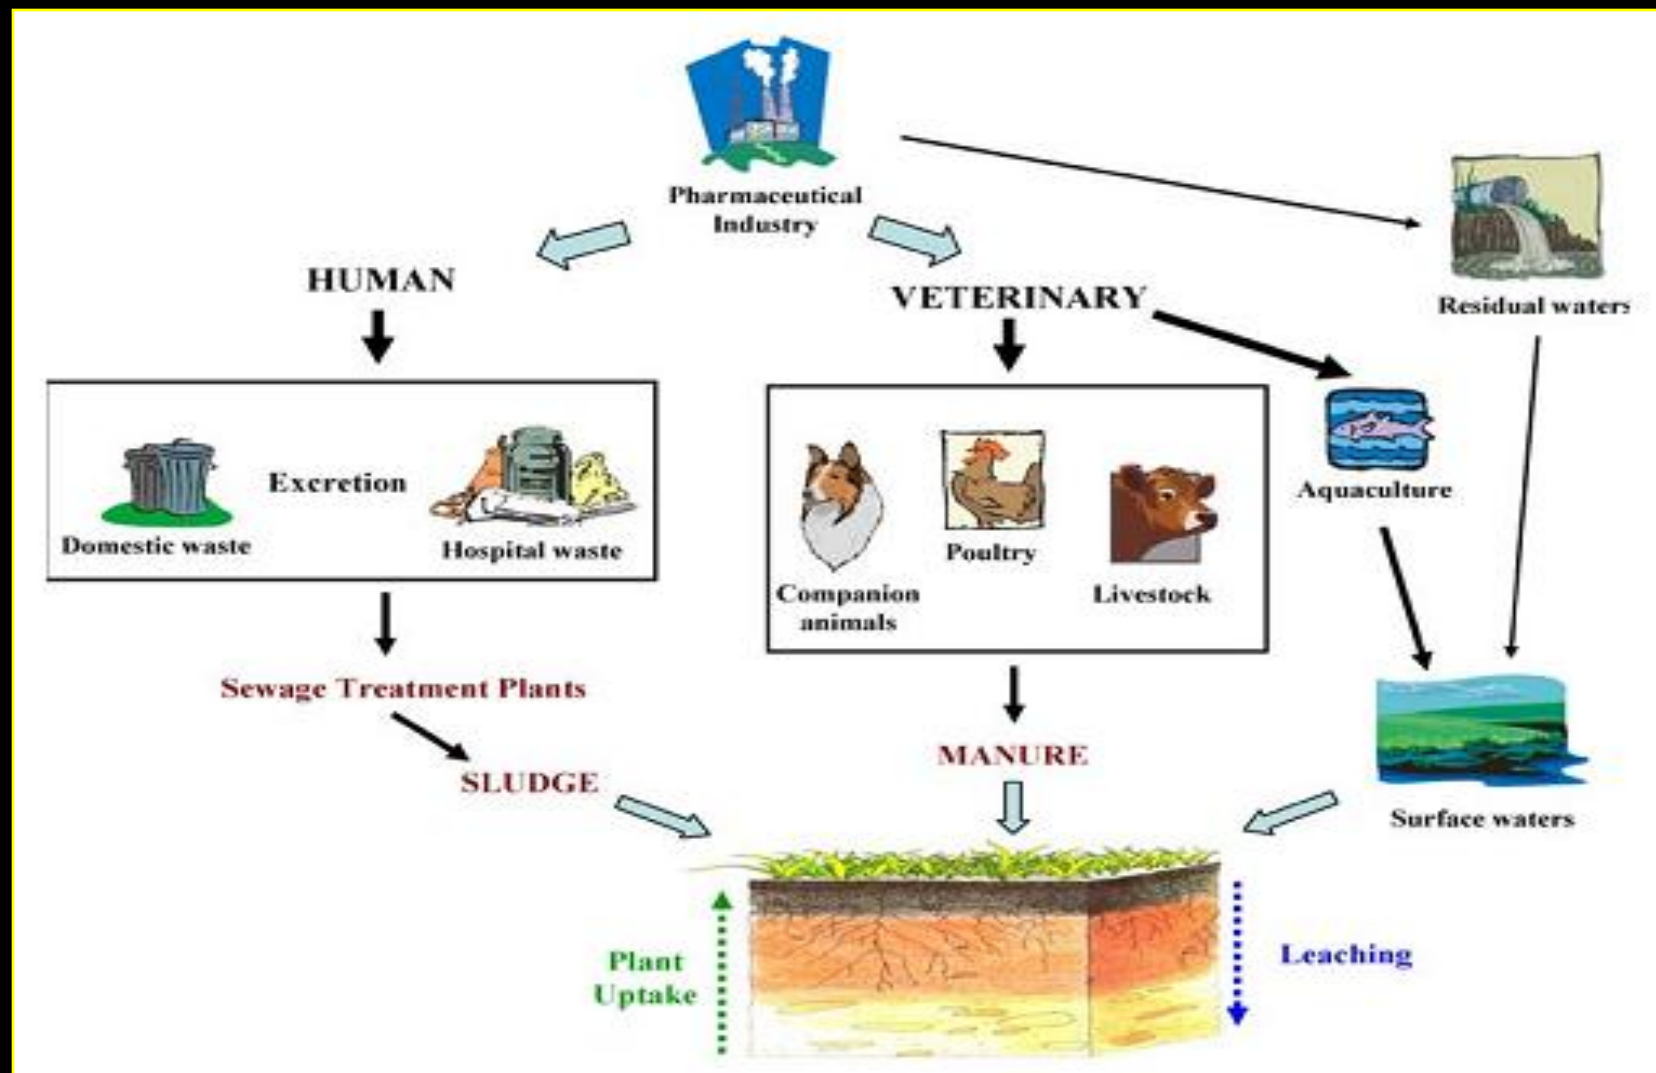 Pharmaceutical
Industry
HUMAN
VETERINARY
Residual waters
Domestic waste
Excretion
Hospital waste
Companion
animals
Poultry
Livestock
Aquaculture
Sewage Treatment Plants
SLUDGE
MANURE
Surface waters
Plant
Uptake
Leaching